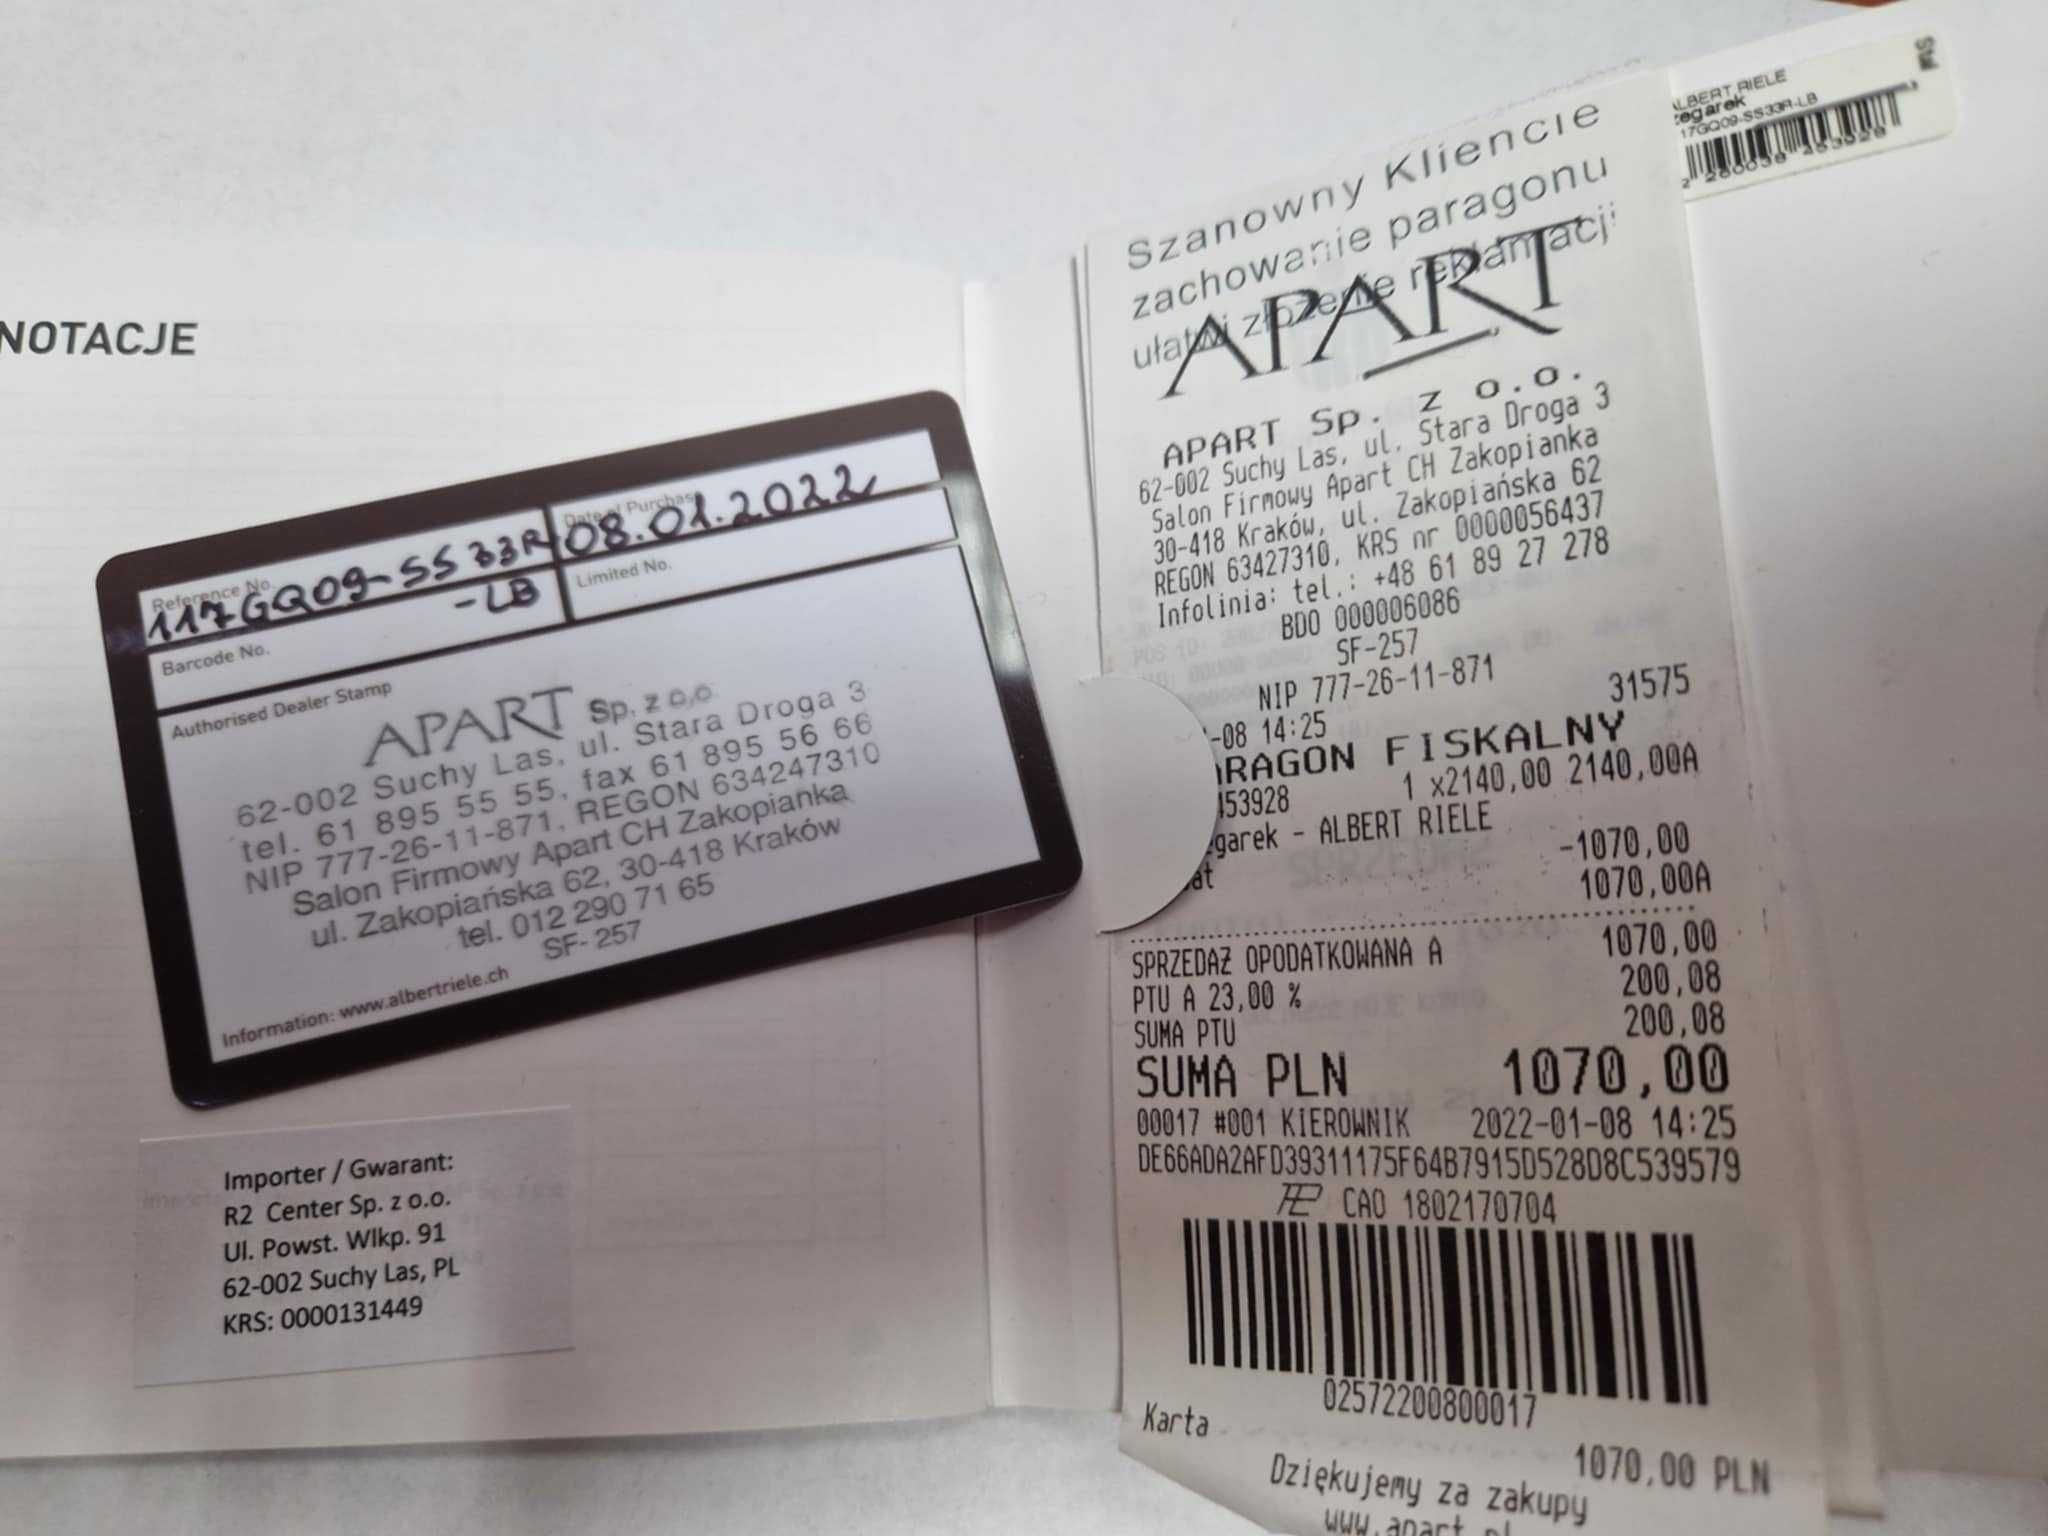 NOTACJE
Reference No.
117GQ09-SS33R
-LB
Date of Purchase
08.01.2022
Barcode No.
Limited No.
Authorised Dealer Stamp
APART Sp. z o.o.
62-002 Suchy Las, ul. Stara Droga 3
tel. 61 895 55 55, fax 61 895 56 66
NIP 777-26-11-871, REGON 634247310
Salon Firmowy Apart CH Zakopianka
ul. Zakopiańska 62, 30-418 Kraków
tel. 012 290 71 65
SF- 257
Information: www.albertriele.ch
Importer / Gwarant:
R2 Center Sp. z o.o.
Ul. Powst. Wlkp. 91
62-002 Suchy Las, PL
KRS: 0000131449
ALBERT RIELE
zegarek
117GQ09-SS33R-LB
Szanowny Kliencie
zachowanie paragonu
ułatwi złożenie reklamacji
APART
APART Sp. z o.o.
62-002 Suchy Las, ul. Stara Droga 3
Salon Firmowy Apart CH Zakopianka
30-418 Kraków, ul. Zakopiańska 62
REGON 63427310, KRS nr 0000056437
Infolinia: tel.: +48 61 89 27 278
BDO 000006086
SF-257
NIP 777-26-11-871
-08 14:25 31575
PARAGON FISKALNY
453928 1 x2140,00 2140,00A
zegarek - ALBERT RIELE
-1070,00
1070,00A
SPRZEDAŻ OPODATKOWANA A 1070,00
PTU A 23,00 % 200,08
SUMA PTU 200,08
SUMA PLN 1070,00
00017 #001 KIEROWNIK 2022-01-08 14:25
DE66ADA2AFD39311175F64B7915D528D8C539579
CAO 1802170704
02572200800017
Karta 1070,00 PLN
Dziękujemy za zakupy
www.apart.pl